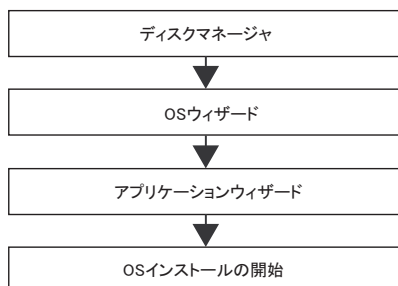 ディスクマネージャ
OSウィザード
アプリケーションウィザード
OSインストールの開始